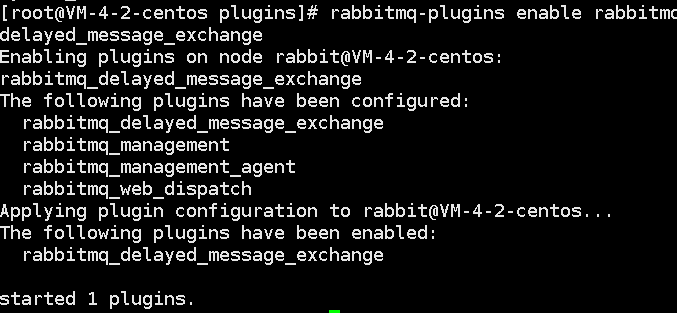 [root@VM-4-2-centos plugins]# rabbitmq-plugins enable rabbitmq
delayed_message_exchange
Enabling plugins on node rabbit@VM-4-2-centos:
rabbitmq_delayed_message_exchange
The following plugins have been configured:
  rabbitmq_delayed_message_exchange
  rabbitmq_management
  rabbitmq_management_agent
  rabbitmq_web_dispatch
Applying plugin configuration to rabbit@VM-4-2-centos...
The following plugins have been enabled:
  rabbitmq_delayed_message_exchange
started 1 plugins.